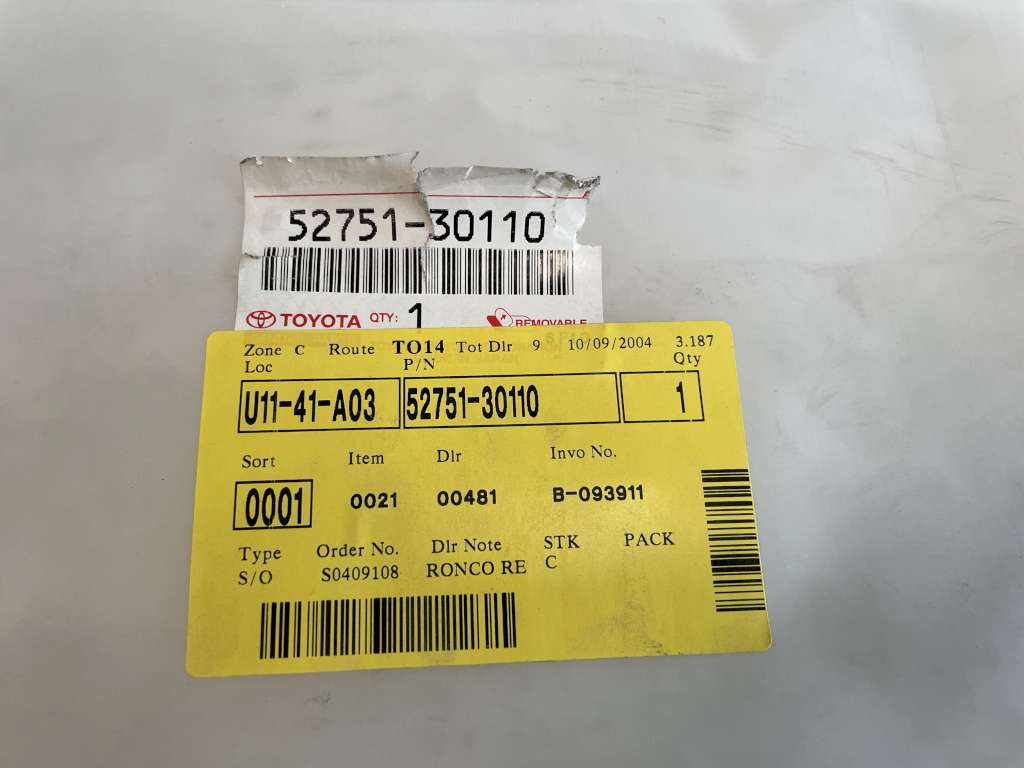 52751-30110
TOYOTA QTY: 1 REMOVABLE
Zone C Route TO14 Tot Dlr 9 10/09/2004 3.187
Loc P/N Qty
U11-41-A03 52751-30110 1
Sort Item Dlr Invo No.
0001 0021 00481 B-093911
Type Order No. Dlr Note STK PACK
S/O S0409108 RONCO RE C